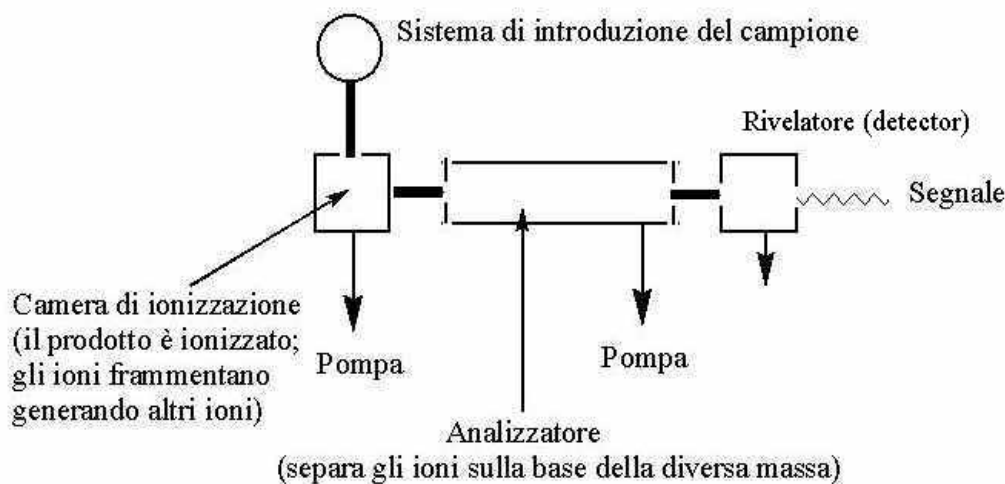 Sistema di introduzione del campione
Rivelatore (detector)
Segnale
Camera di ionizzazione
(il prodotto è ionizzato;
gli ioni frammentano
generando altri ioni)
Pompa
Pompa
Analizzatore
(separa gli ioni sulla base della diversa massa)